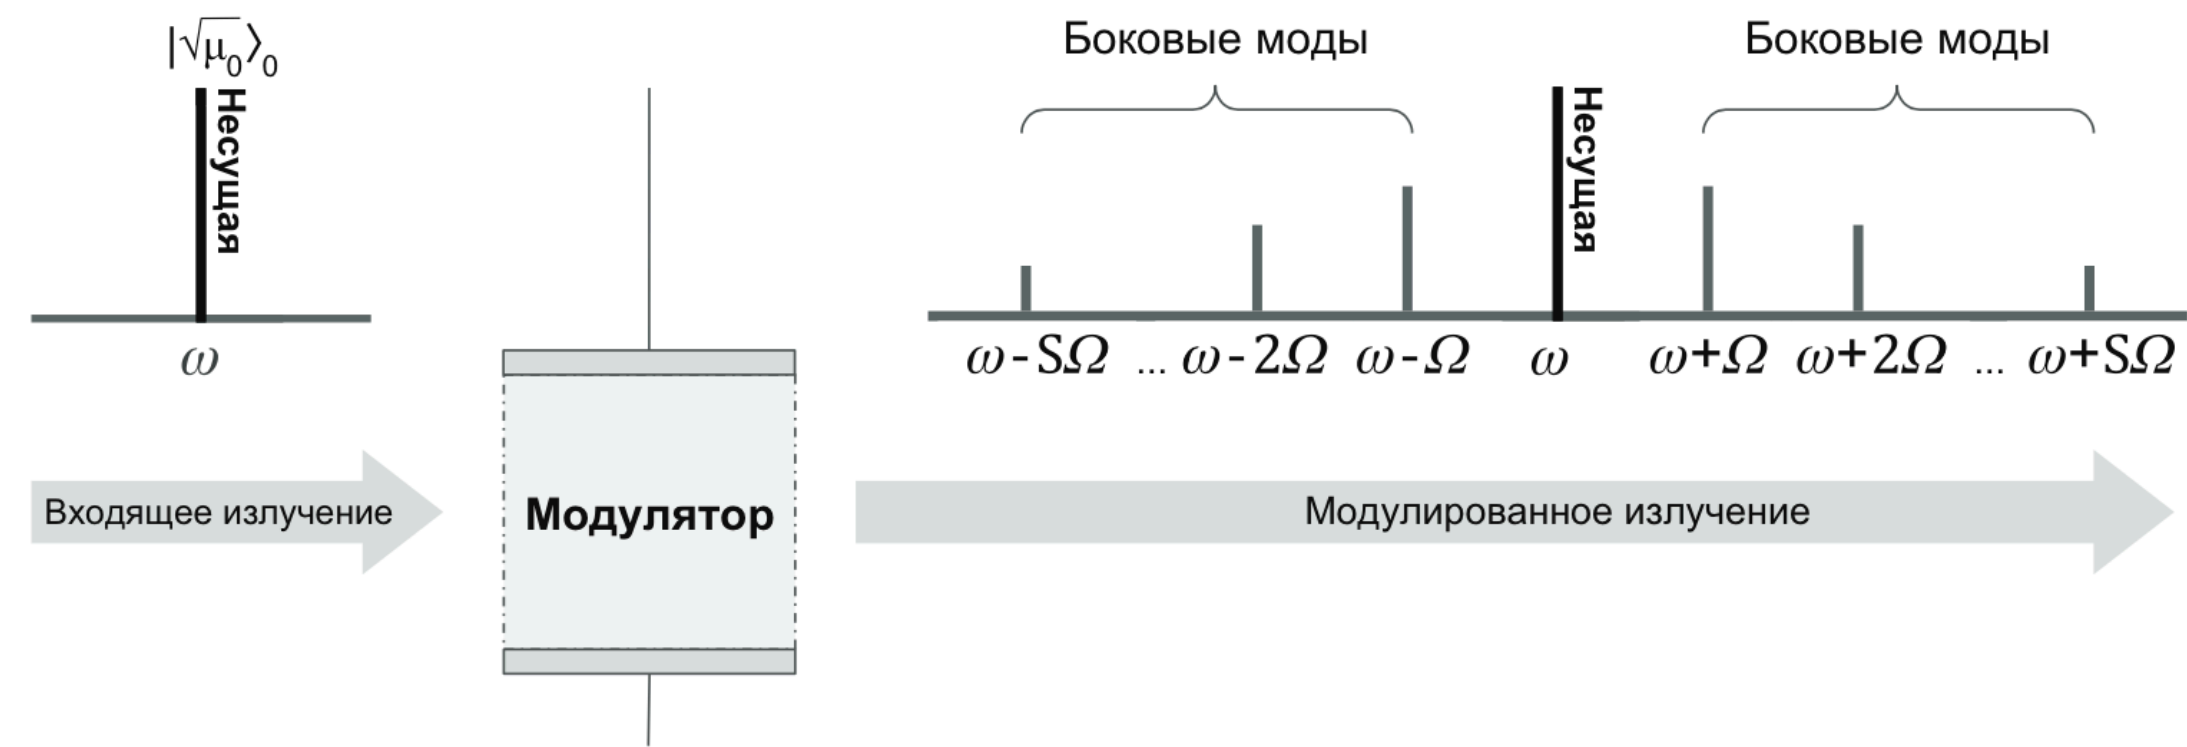 |√μ₀⟩₀
Несущая
ω
Входящее излучение
Модулятор
Боковые моды
Боковые моды
Несущая
ω-SΩ ... ω-2Ω ω-Ω ω ω+Ω ω+2Ω ... ω+SΩ
Модулированное излучение